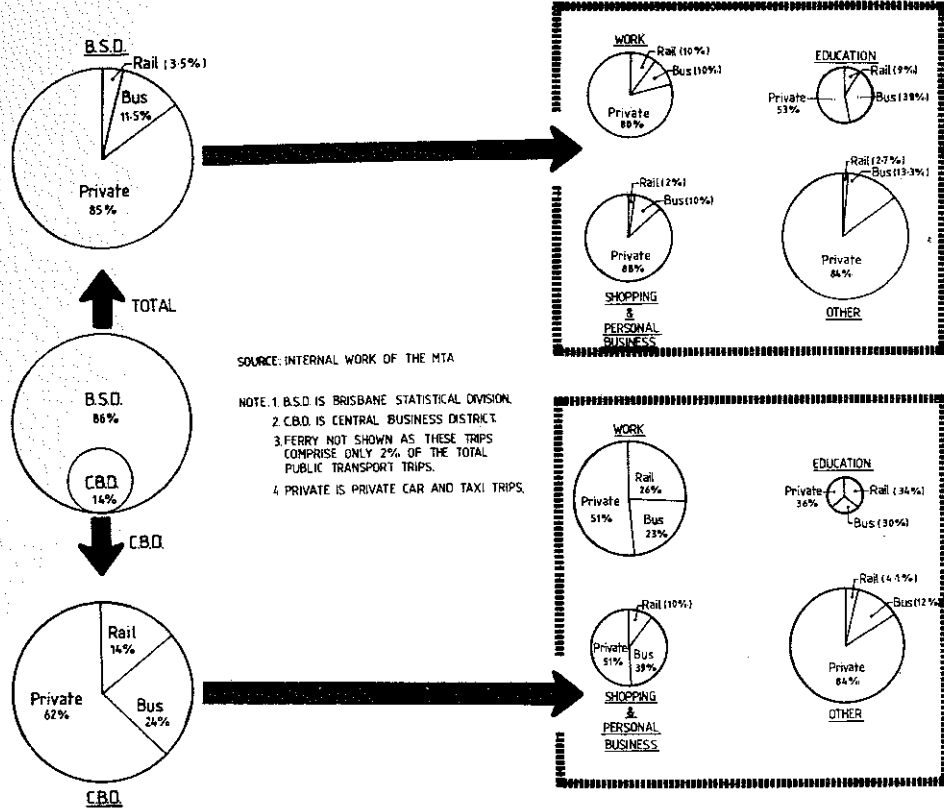 B.S.D.
Rail (3·5%)
Bus
11.5%
Private
85%
TOTAL
B.S.D.
86%
C.B.D.
14%
C.B.D.
Rail
14%
Private
62%
Bus
24%
C.B.D.
SOURCE: INTERNAL WORK OF THE MTA
NOTE. 1. B.S.D. IS BRISBANE STATISTICAL DIVISION.
2. C.B.D. IS CENTRAL BUSINESS DISTRICT.
3. FERRY NOT SHOWN AS THESE TRIPS
COMPRISE ONLY 2% OF THE TOTAL
PUBLIC TRANSPORT TRIPS.
4. PRIVATE IS PRIVATE CAR AND TAXI TRIPS.
WORK
Rail (10%)
Bus (10%)
Private
80%
EDUCATION
Rail (9%)
Private
53%
Bus (38%)
Rail (2%)
Bus (10%)
Private
88%
SHOPPING
&
PERSONAL
BUSINESS
Rail (2·7%)
Bus (13·3%)
Private
84%
OTHER
WORK
Rail
26%
Private
51%
Bus
23%
EDUCATION
Private
36%
Rail (34%)
Bus (30%)
Rail (10%)
Private
51%
Bus
39%
SHOPPING
&
PERSONAL
BUSINESS
Rail
Bus (12%)
Private
84%
OTHER